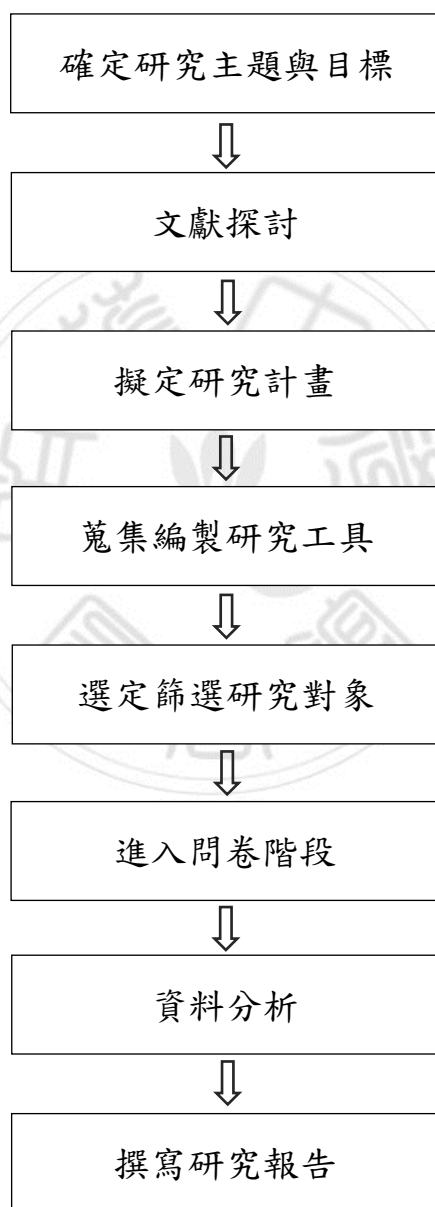 確定研究主題與目標
文獻探討
擬定研究計畫
蒐集編製研究工具
選定篩選研究對象
進入問卷階段
資料分析
撰寫研究報告